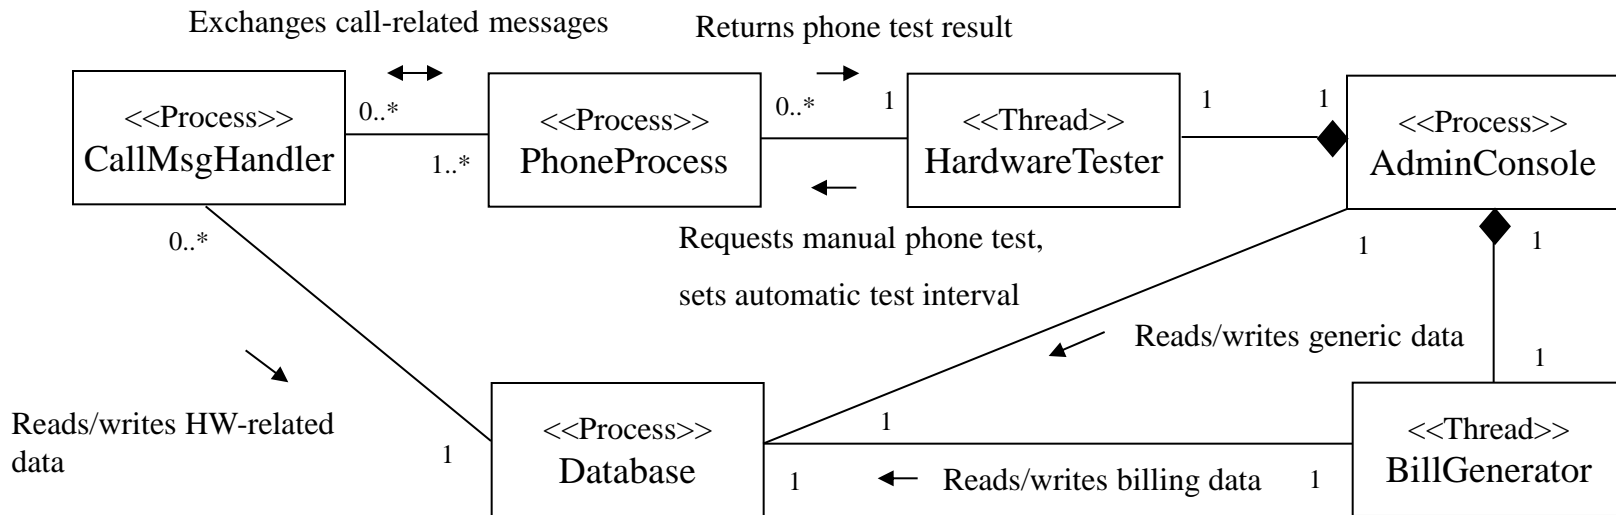 Exchanges call-related messages
Returns phone test result
<<Process>>
CallMsgHandler
0..*
1..*
<<Process>>
PhoneProcess
0..*
1
<<Thread>>
HardwareTester
1
1
<<Process>>
AdminConsole
0..*
Requests manual phone test,
sets automatic test interval
1
1
Reads/writes generic data
1
Reads/writes HW-related
data
1
<<Process>>
Database
1
1
Reads/writes billing data
1
<<Thread>>
BillGenerator